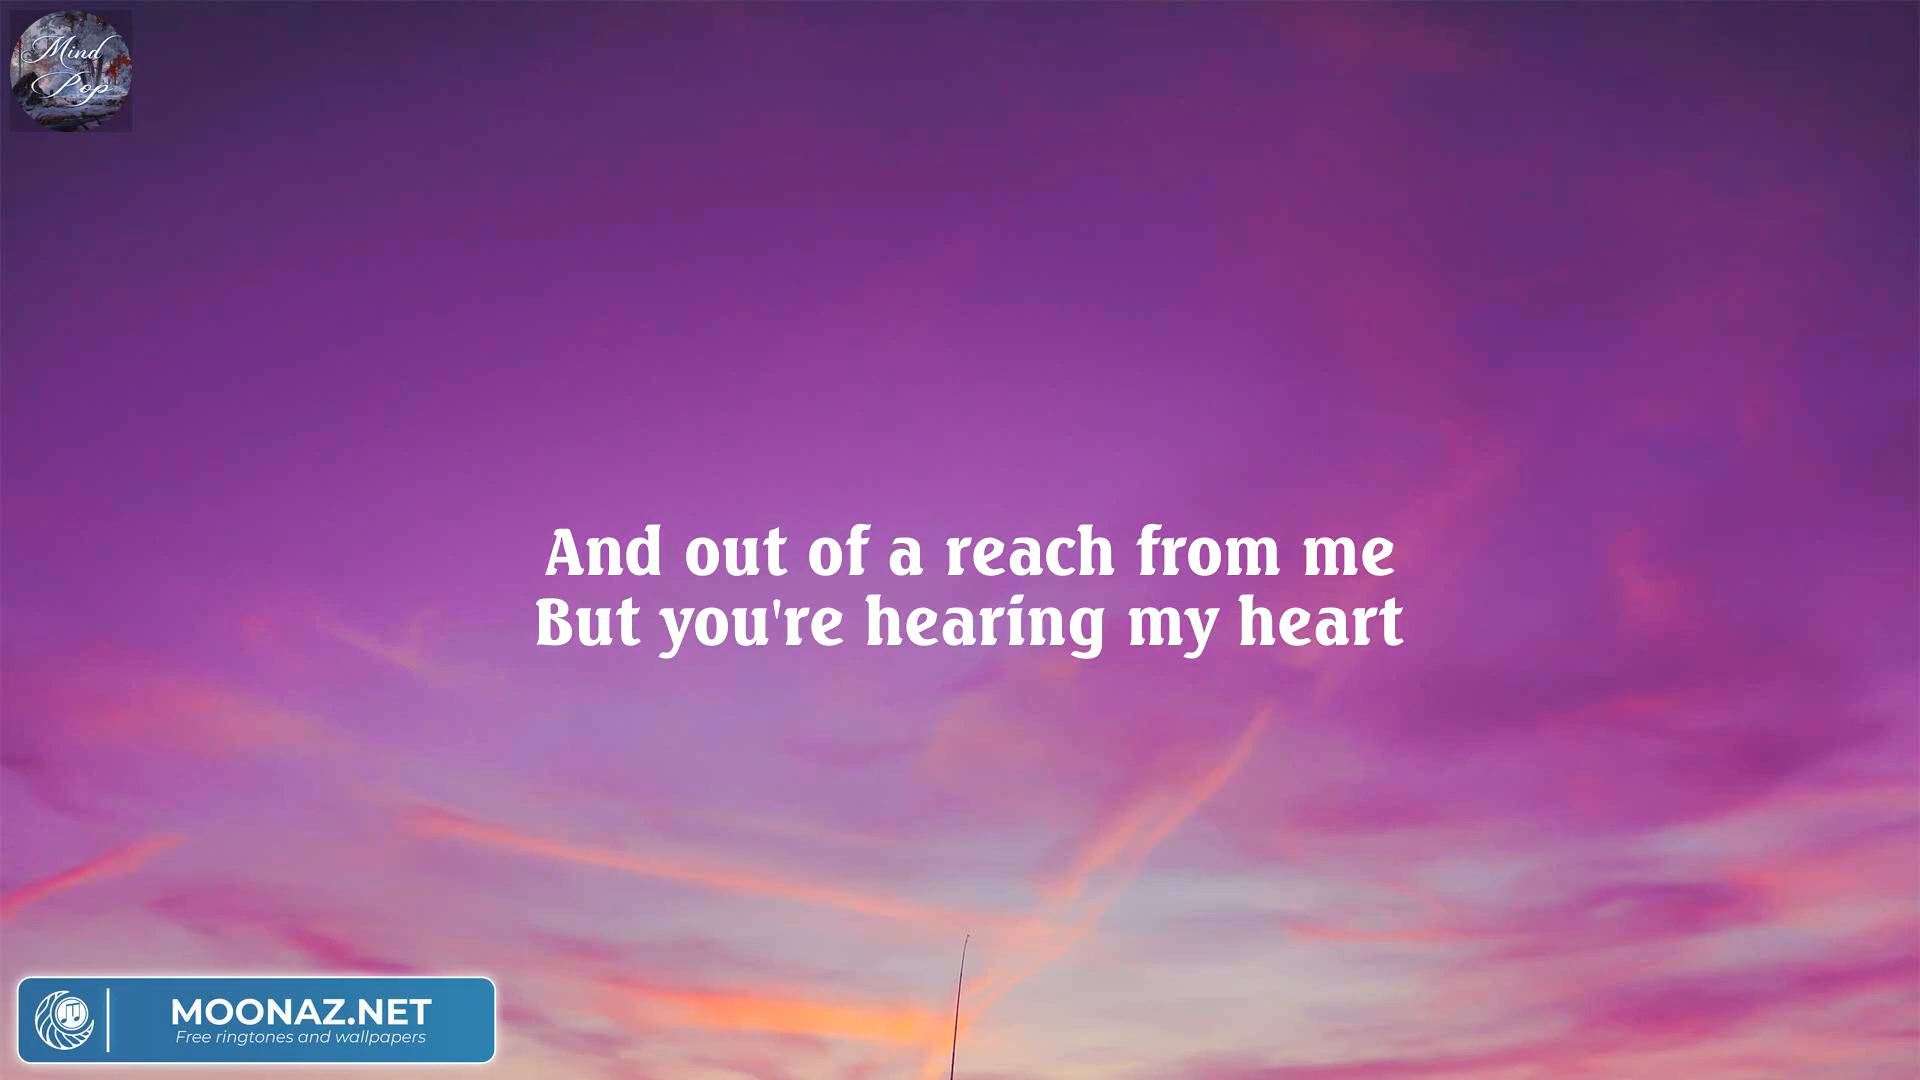 Mind
Pop
And out of a reach from me
But you're hearing my heart
MOONAZ.NET
Free ringtones and wallpapers